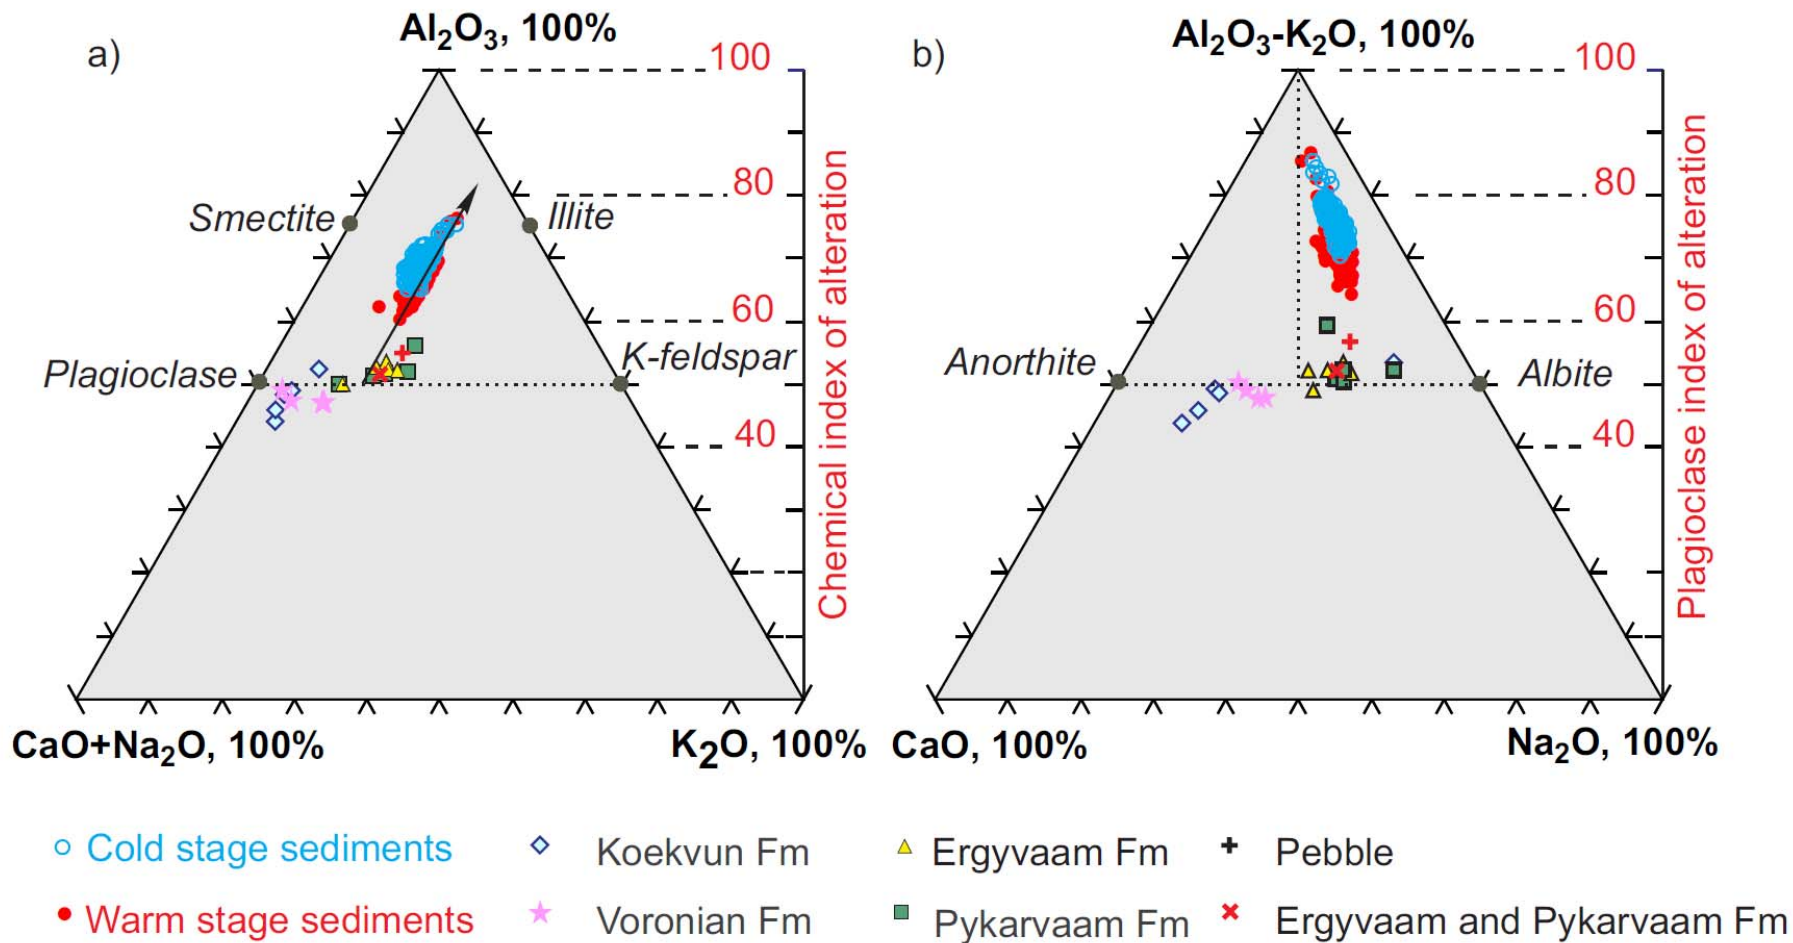 a)
Al₂O₃, 100%
100
80
60
40
Chemical index of alteration
Smectite
Illite
Plagioclase
K-feldspar
CaO+Na₂O, 100%
K₂O, 100%
b)
Al₂O₃-K₂O, 100%
100
80
60
40
Plagioclase index of alteration
Anorthite
Albite
CaO, 100%
Na₂O, 100%
Cold stage sediments
Koekvun Fm
Ergyvaam Fm
Pebble
Warm stage sediments
Voronian Fm
Pykarvaam Fm
Ergyvaam and Pykarvaam Fm